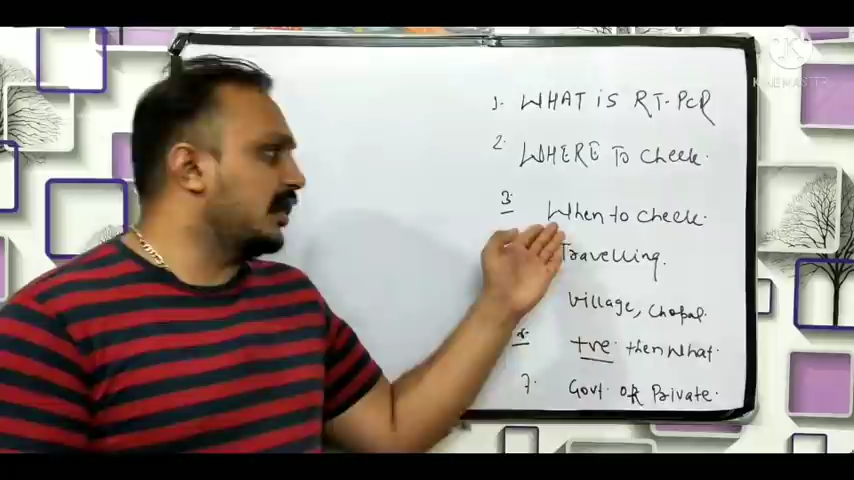 K
KINEMASTER
1. WHAT is RT-PCR
2. WHERE To Check.
3. When to check.
Travelling.
village, chopal.
+ve then what.
7. Govt. OR Private.